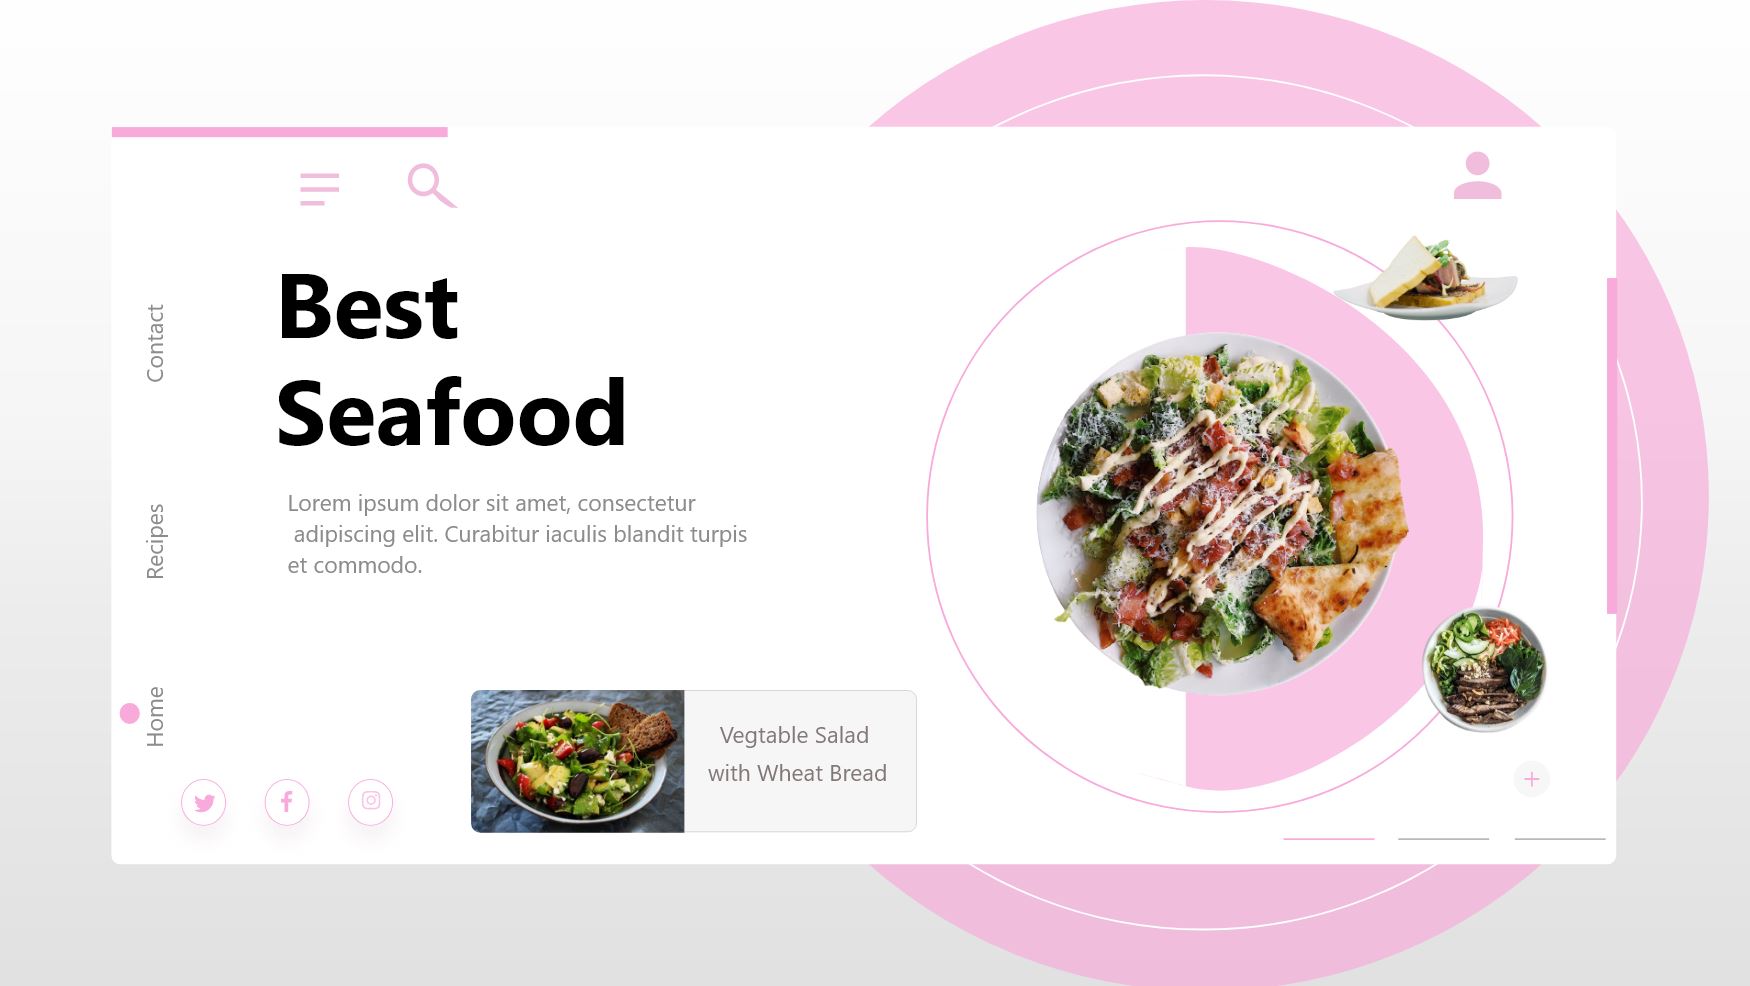 Best
Seafood
Lorem ipsum dolor sit amet, consectetur
adipiscing elit. Curabitur iaculis blandit turpis
et commodo.
Contact
Recipes
Home
Vegtable Salad
with Wheat Bread